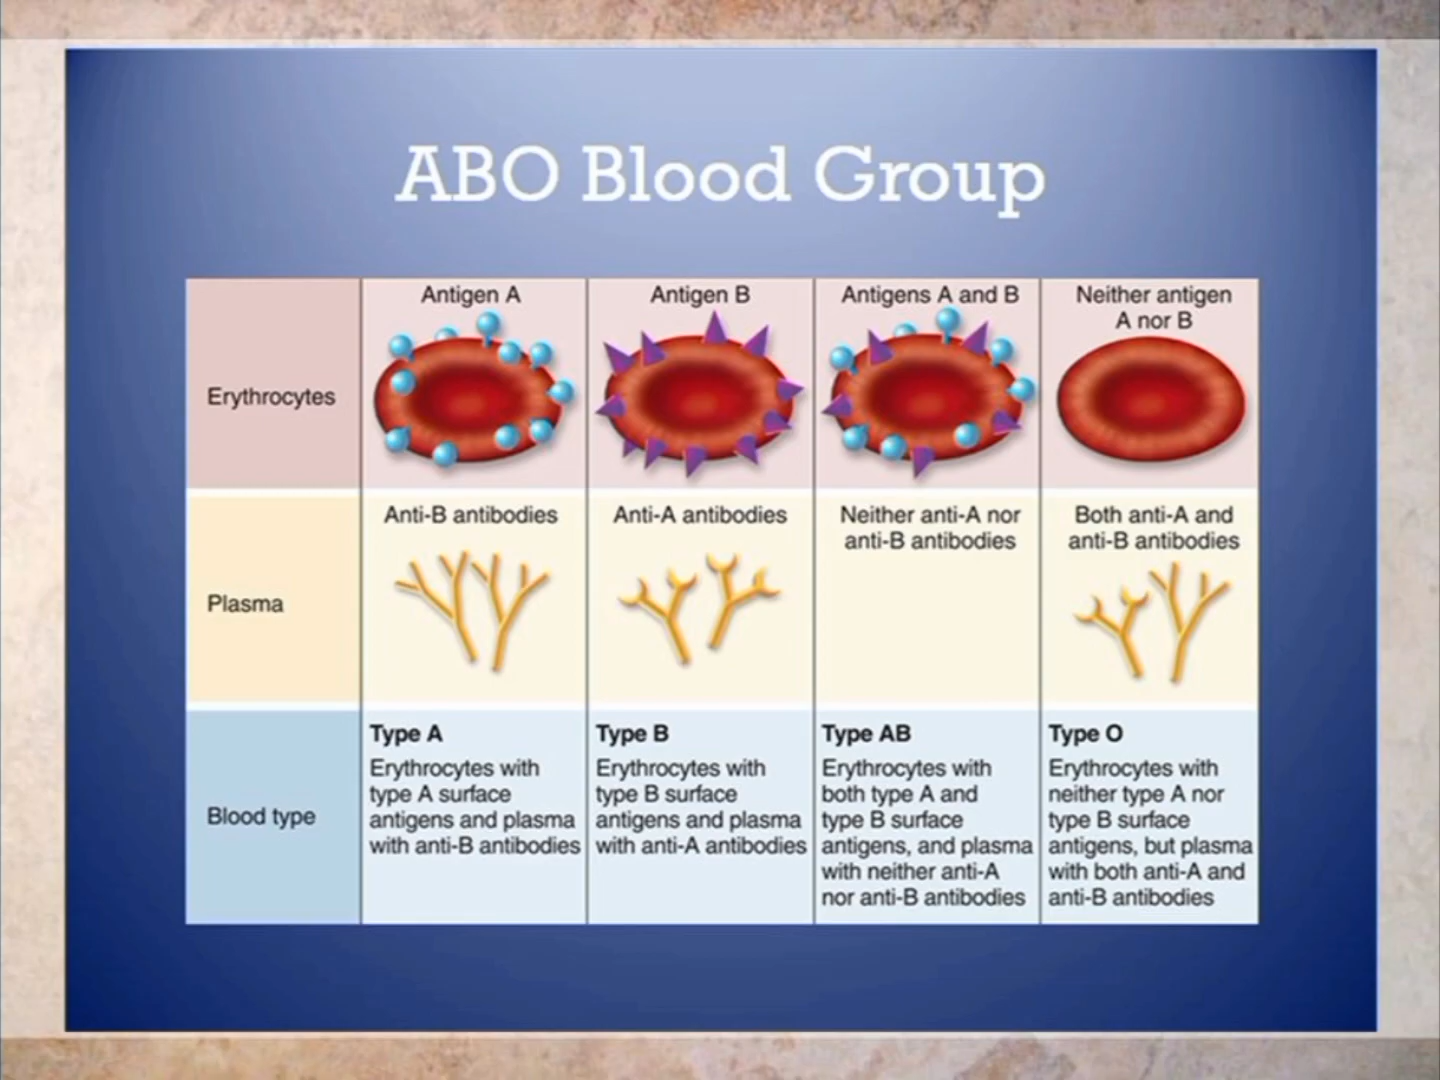 ABO Blood Group
Antigen A
Antigen B
Antigens A and B
Neither antigen
A nor B
Erythrocytes
Anti-B antibodies
Anti-A antibodies
Neither anti-A nor
anti-B antibodies
Both anti-A and
anti-B antibodies
Plasma
Blood type
Type A
Erythrocytes with
type A surface
antigens and plasma
with anti-B antibodies
Type B
Erythrocytes with
type B surface
antigens and plasma
with anti-A antibodies
Type AB
Erythrocytes with
both type A and
type B surface
antigens, and plasma
with neither anti-A
nor anti-B antibodies
Type O
Erythrocytes with
neither type A nor
type B surface
antigens, but plasma
with both anti-A and
anti-B antibodies